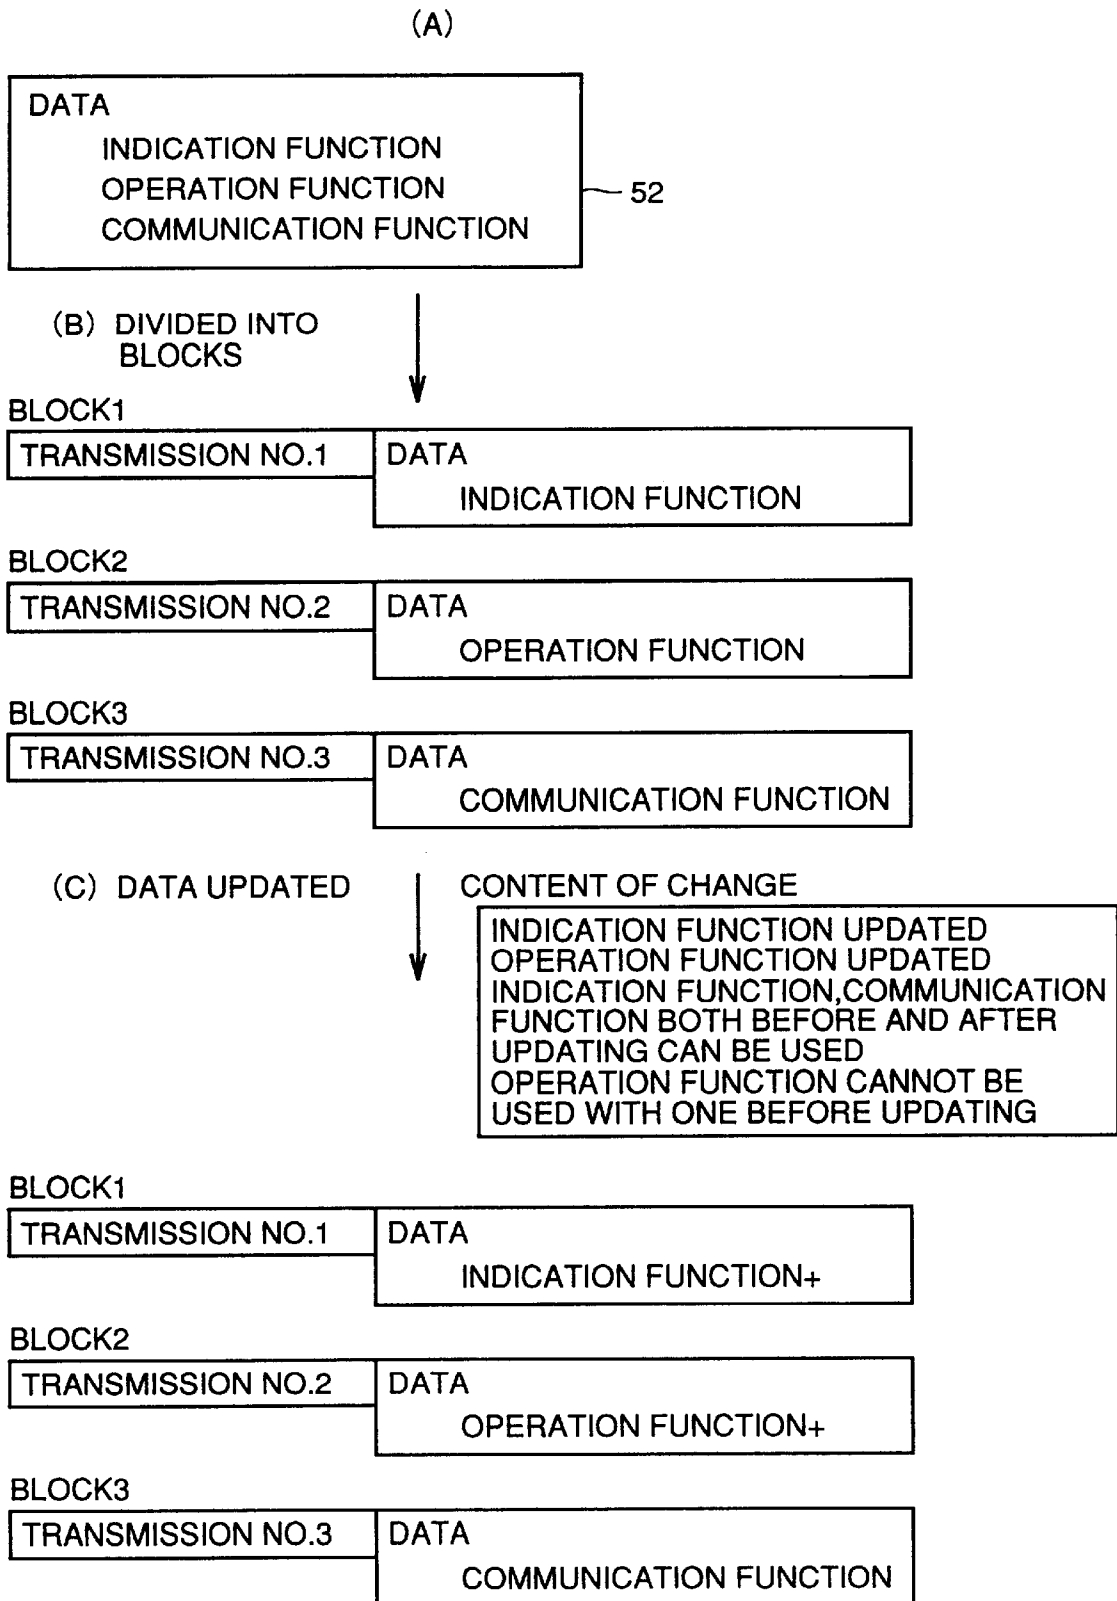 (A)
DATA
INDICATION FUNCTION
OPERATION FUNCTION
COMMUNICATION FUNCTION
52
(B) DIVIDED INTO
BLOCKS
BLOCK1
TRANSMISSION NO.1
DATA
INDICATION FUNCTION
BLOCK2
TRANSMISSION NO.2
DATA
OPERATION FUNCTION
BLOCK3
TRANSMISSION NO.3
DATA
COMMUNICATION FUNCTION
(C) DATA UPDATED
CONTENT OF CHANGE
INDICATION FUNCTION UPDATED
OPERATION FUNCTION UPDATED
INDICATION FUNCTION,COMMUNICATION
FUNCTION BOTH BEFORE AND AFTER
UPDATING CAN BE USED
OPERATION FUNCTION CANNOT BE
USED WITH ONE BEFORE UPDATING
BLOCK1
TRANSMISSION NO.1
DATA
INDICATION FUNCTION+
BLOCK2
TRANSMISSION NO.2
DATA
OPERATION FUNCTION+
BLOCK3
TRANSMISSION NO.3
DATA
COMMUNICATION FUNCTION